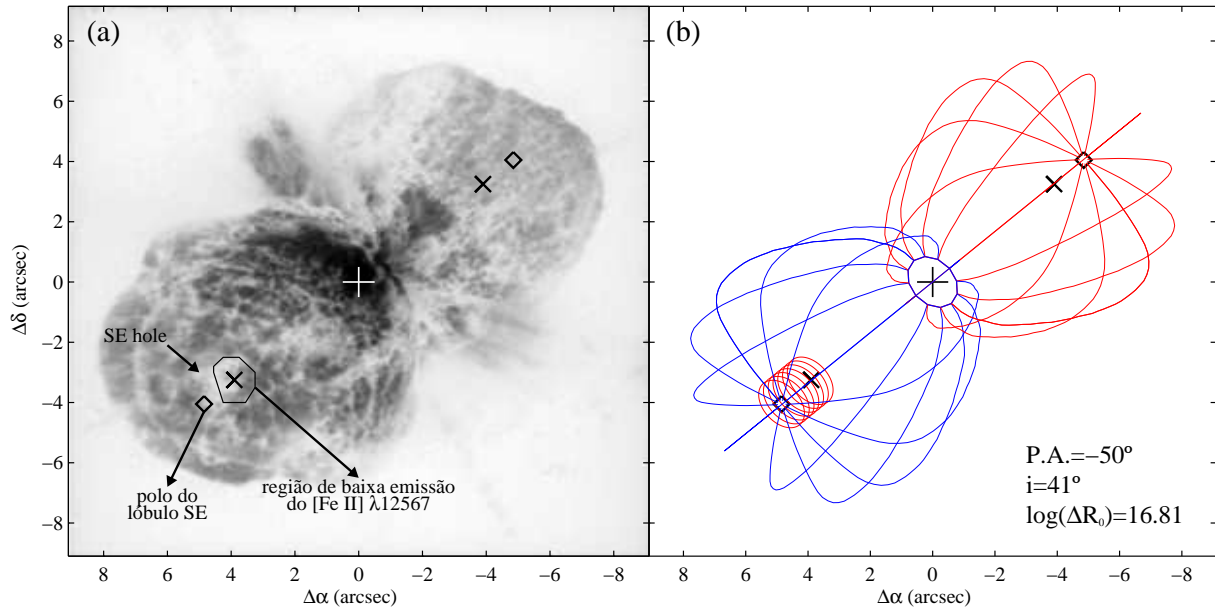 (a)
8
6
4
2
0
−2
−4
−6
−8
Δδ (arcsec)
SE hole
polo do
lóbulo SE
região de baixa emissão
do [Fe II] λ12567
8
6
4
2
0
−2
−4
−6
−8
Δα (arcsec)
(b)
P.A.=−50º
i=41º
log(ΔR₀)=16.81
8
6
4
2
0
−2
−4
−6
−8
Δα (arcsec)